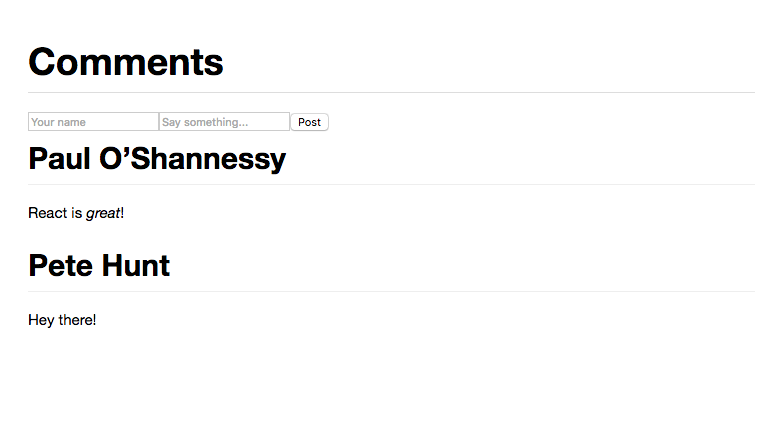 Comments
Your name Say something... Post
Paul O’Shannessy
React is great!
Pete Hunt
Hey there!